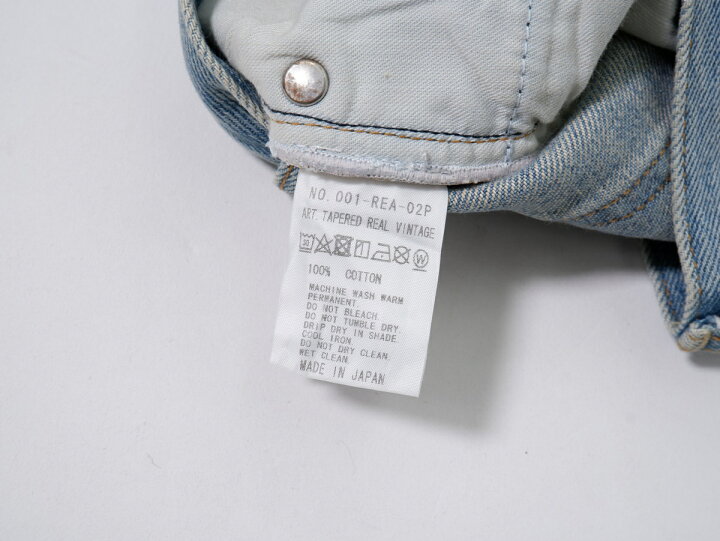 NO. 001-REA-02P
ART. TAPERED REAL VINTAGE
30 W
100% COTTON
MACHINE WASH WARM
PERMANENT.
DO NOT BLEACH.
DO NOT TUMBLE DRY.
DRIP DRY IN SHADE
COOL IRON.
DO NOT DRY CLEAN.
WET CLEAN.
MADE IN JAPAN